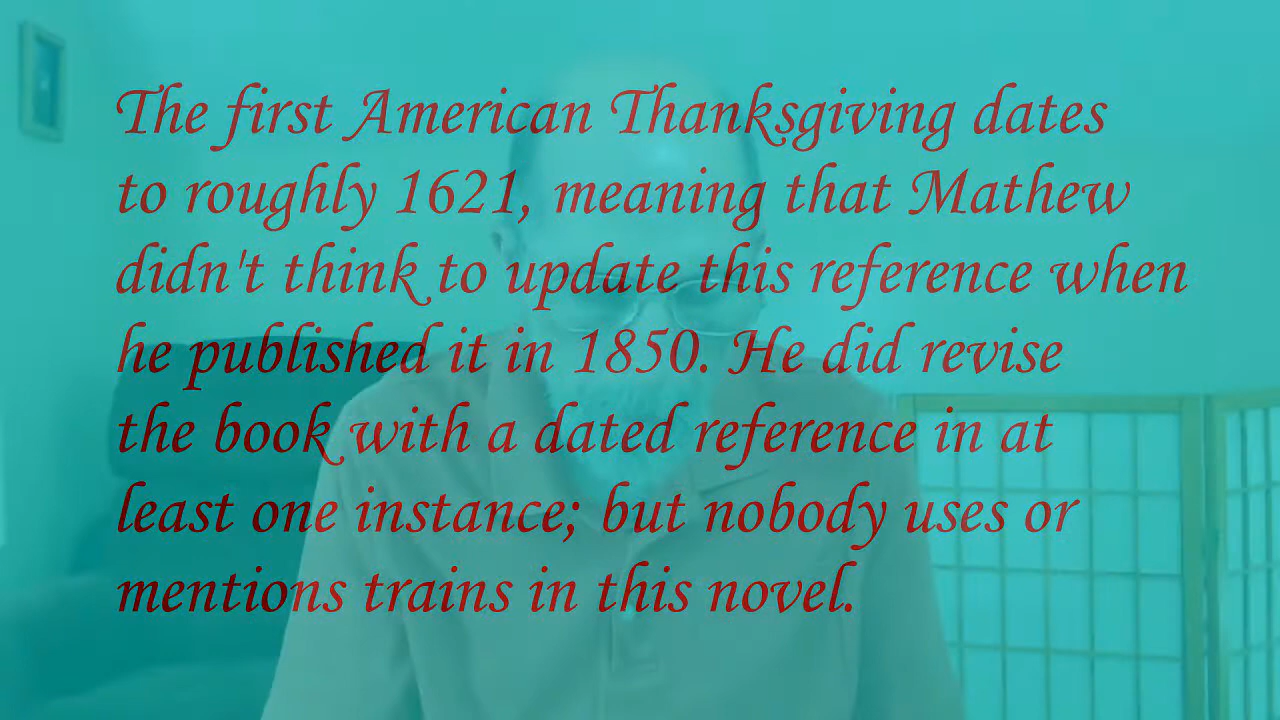 The first American Thanksgiving dates
to roughly 1621, meaning that Mathew
didn't think to update this reference when
he published it in 1850. He did revise
the book with a dated reference in at
least one instance; but nobody uses or
mentions trains in this novel.